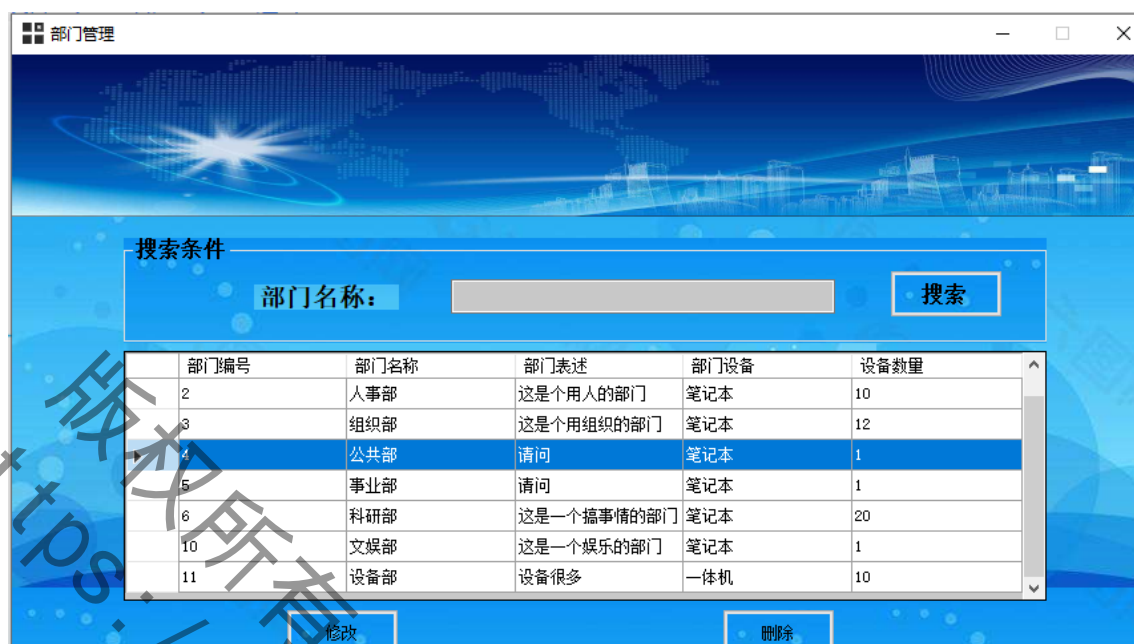 部门管理
搜索条件
部门名称： 搜索
部门编号 部门名称 部门表述 部门设备 设备数量
2 人事部 这是个用人的部门 笔记本 10
3 组织部 这是个用组织的部门 笔记本 12
4 公共部 请问 笔记本 1
5 事业部 请问 笔记本 1
6 科研部 这是一个搞事情的部门 笔记本 20
10 文娱部 这是一个娱乐的部门 笔记本 1
11 设备部 设备很多 一体机 10
修改 删除
版权所有
tps:/